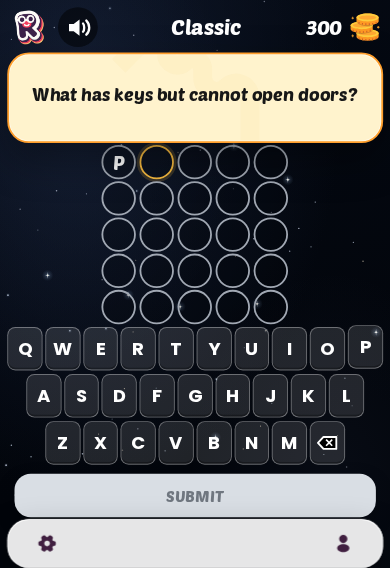 R
Classic
300
What has keys but cannot open doors?
P
Q W E R T Y U I O P
A S D F G H J K L
Z X C V B N M
SUBMIT